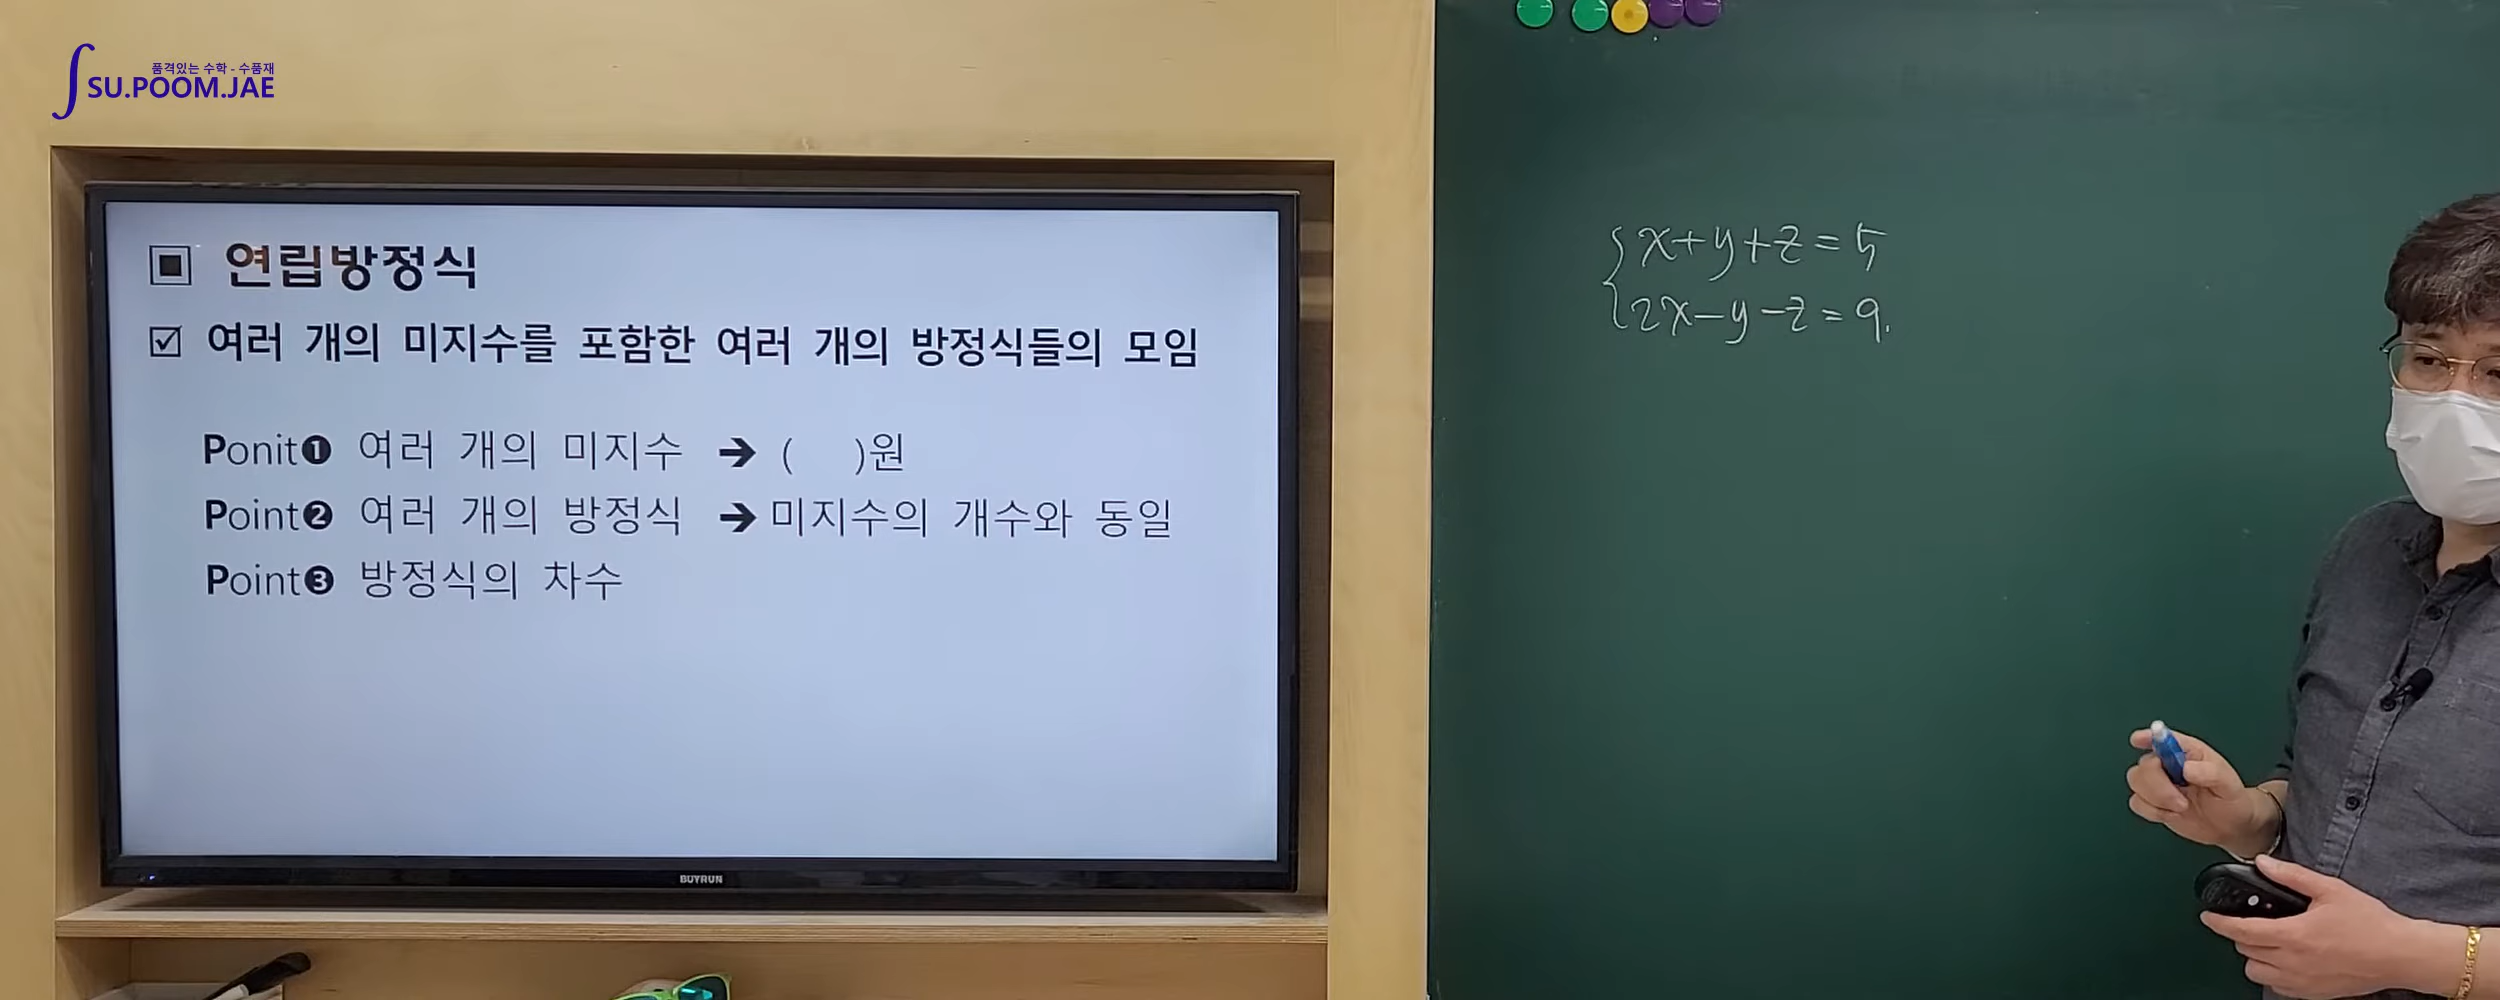 품격있는 수학 - 수품재
SU.POOM.JAE
연립방정식
여러 개의 미지수를 포함한 여러 개의 방정식들의 모임
Ponit❶ 여러 개의 미지수 ➔ ( )원
Point❷ 여러 개의 방정식 ➔ 미지수의 개수와 동일
Point❸ 방정식의 차수
BUYRUN
x+y+z=5
2x-y-z=9.